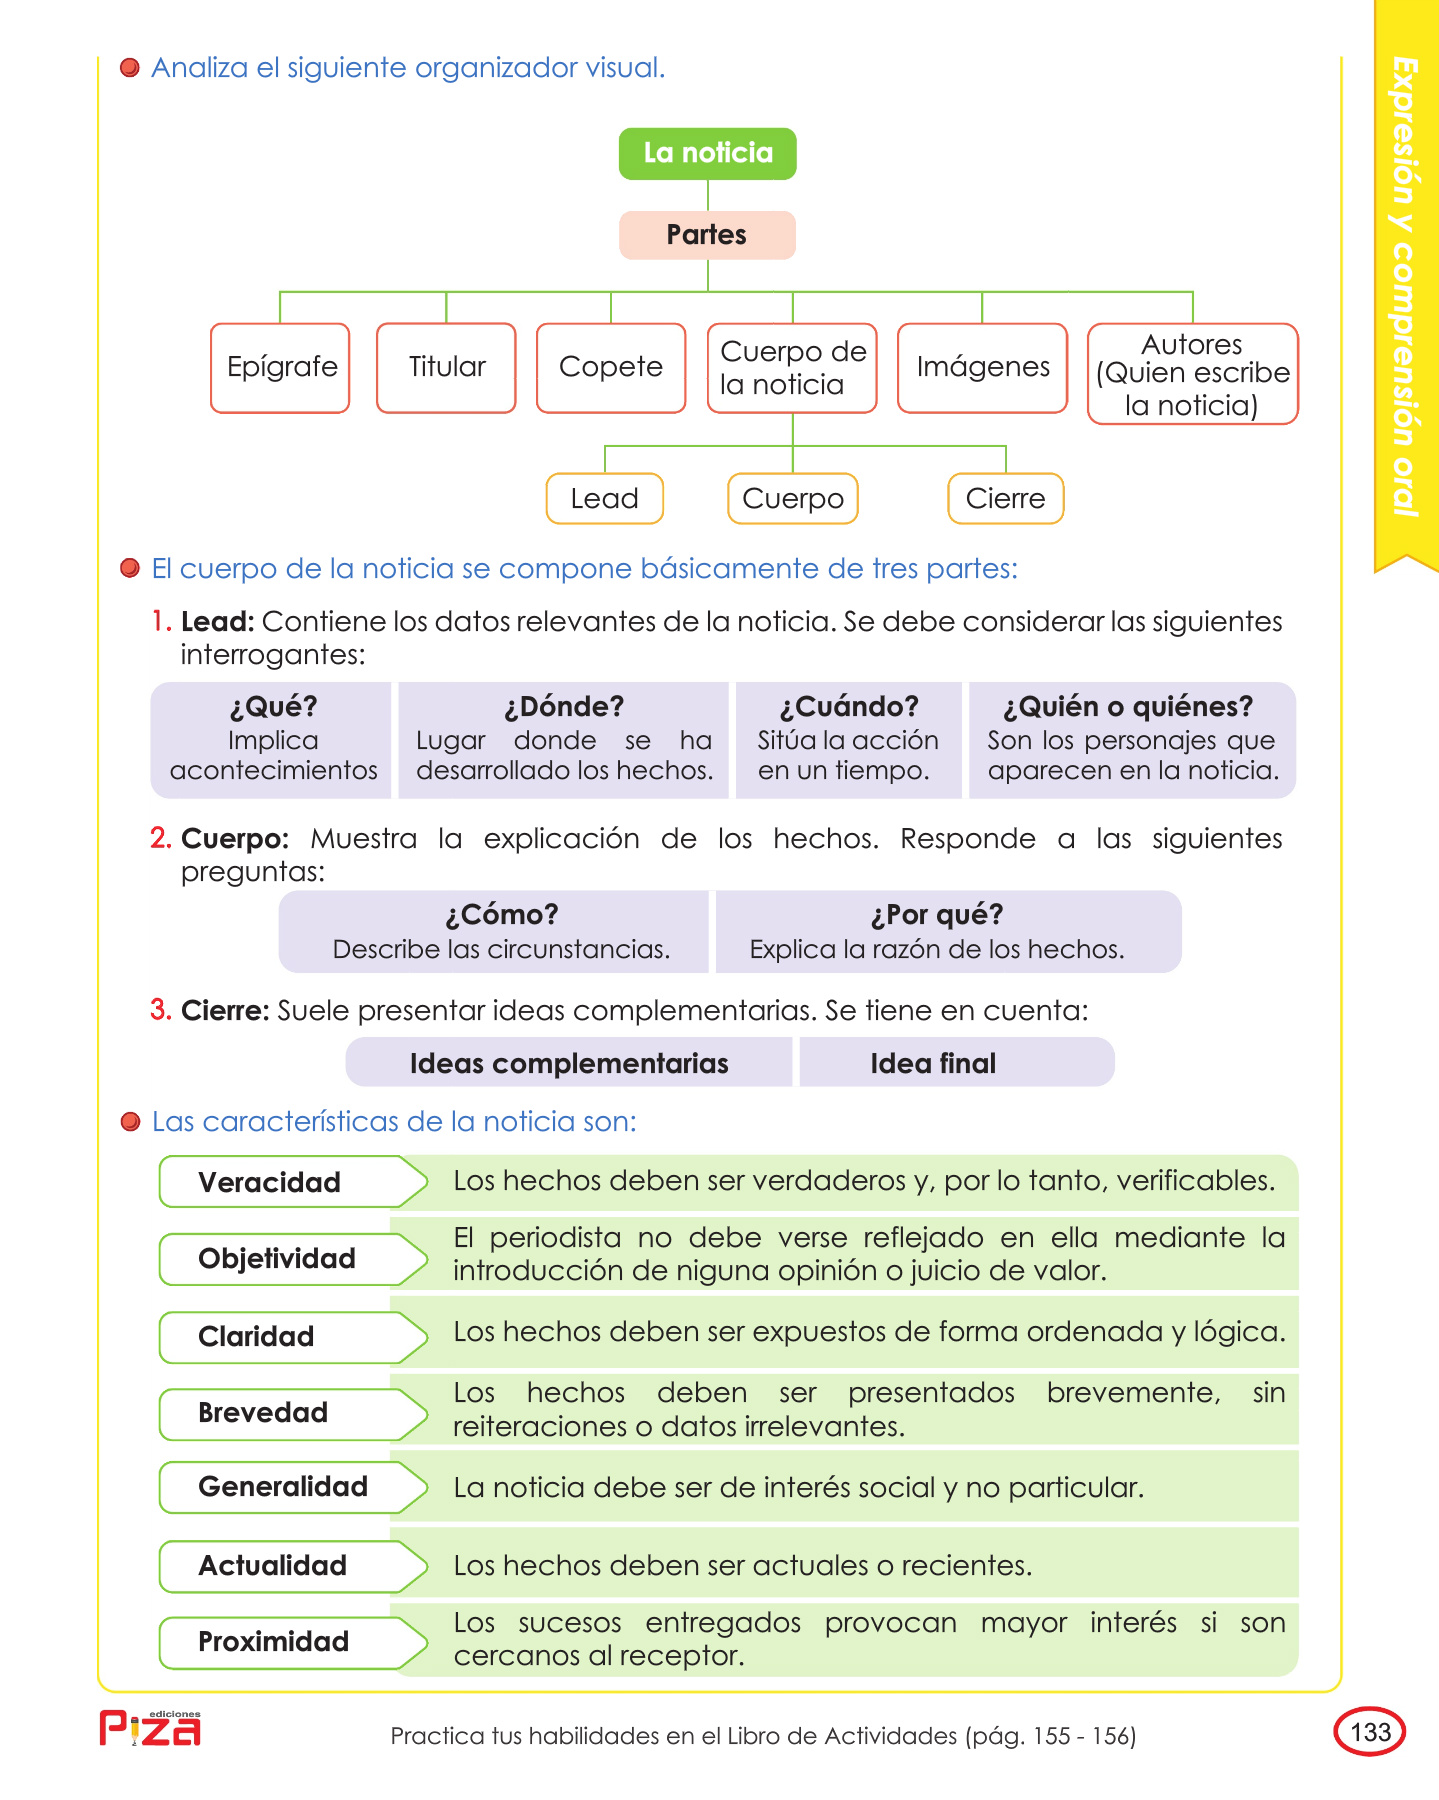 Analiza el siguiente organizador visual.
Expresión y comprensión oral
La noticia
Partes
Epígrafe
Titular
Copete
Cuerpo de
la noticia
Imágenes
Autores
(Quien escribe
la noticia)
Lead
Cuerpo
Cierre
El cuerpo de la noticia se compone básicamente de tres partes:
1. Lead: Contiene los datos relevantes de la noticia. Se debe considerar las siguientes
interrogantes:
¿Qué?
Implica
acontecimientos
¿Dónde?
Lugar donde se ha
desarrollado los hechos.
¿Cuándo?
Sitúa la acción
en un tiempo.
¿Quién o quiénes?
Son los personajes que
aparecen en la noticia.
2. Cuerpo: Muestra la explicación de los hechos. Responde a las siguientes
preguntas:
¿Cómo?
Describe las circunstancias.
¿Por qué?
Explica la razón de los hechos.
3. Cierre: Suele presentar ideas complementarias. Se tiene en cuenta:
Ideas complementarias
Idea final
Las características de la noticia son:
Veracidad
Los hechos deben ser verdaderos y, por lo tanto, verificables.
Objetividad
El periodista no debe verse reflejado en ella mediante la
introducción de niguna opinión o juicio de valor.
Claridad
Los hechos deben ser expuestos de forma ordenada y lógica.
Brevedad
Los hechos deben ser presentados brevemente, sin
reiteraciones o datos irrelevantes.
Generalidad
La noticia debe ser de interés social y no particular.
Actualidad
Los hechos deben ser actuales o recientes.
Proximidad
Los sucesos entregados provocan mayor interés si son
cercanos al receptor.
ediciones
Piza
Practica tus habilidades en el Libro de Actividades (pág. 155 - 156)
133